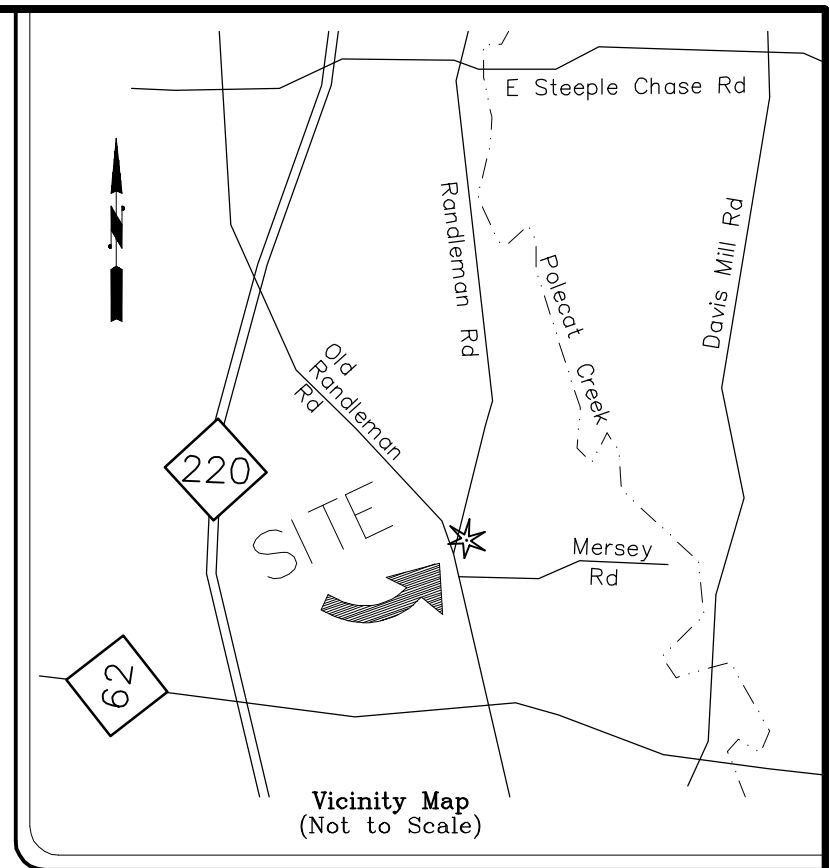 E Steeple Chase Rd
N
Randleman Rd
Polecat Creek
Davis Mill Rd
Old
Randleman
Rd
220
SITE
Mersey
Rd
62
Vicinity Map
(Not to Scale)